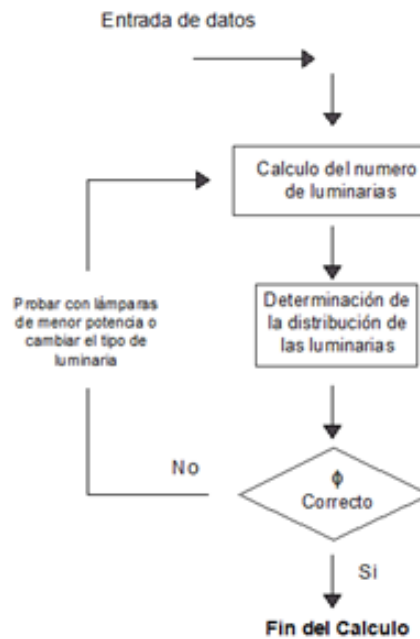 Entrada de datos
Calculo del numero
de luminarias
Probar con lámparas
de menor potencia o
cambiar el tipo de
luminaria
Determinación de
la distribución de
las luminarias
No
ϕ
Correcto
Si
Fin del Calculo